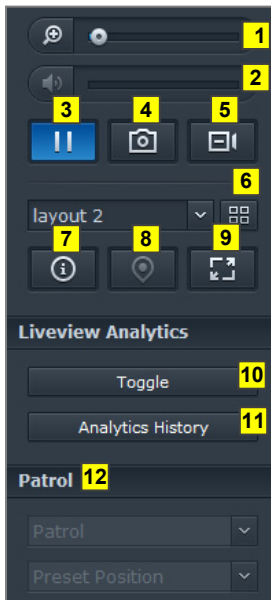 1
2
3 4 5
6
layout 2
7 8 9
Liveview Analytics
Toggle 10
Analytics History 11
Patrol 12
Patrol
Preset Position